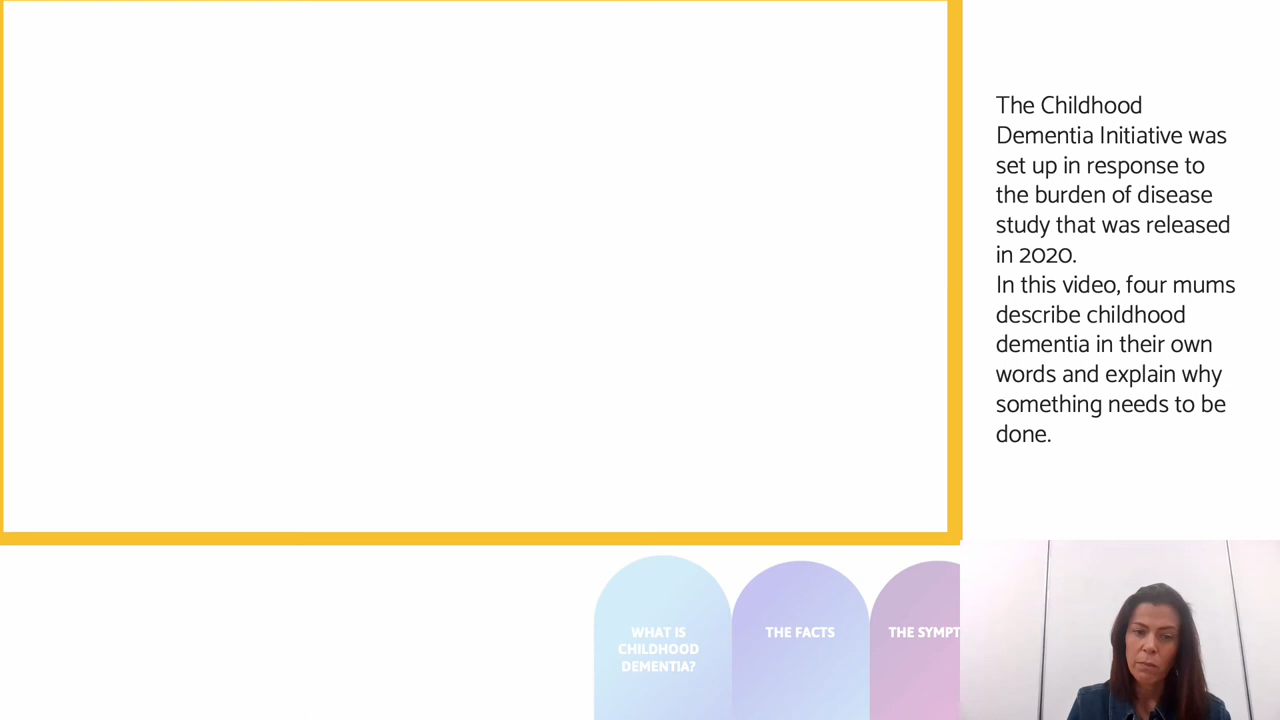 The Childhood
Dementia Initiative was
set up in response to
the burden of disease
study that was released
in 2020.
In this video, four mums
describe childhood
dementia in their own
words and explain why
something needs to be
done.
WHAT IS
CHILDHOOD
DEMENTIA?
THE FACTS
THE SYMPT